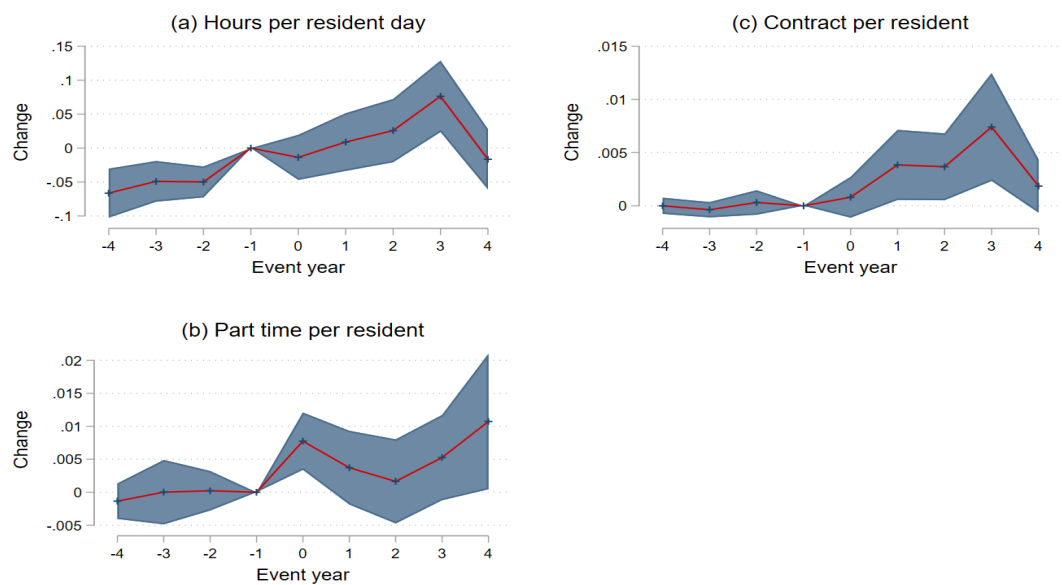 (a) Hours per resident day
.15
.1
.05
0
-.05
-.1
Change
-4 -3 -2 -1 0 1 2 3 4
Event year
(c) Contract per resident
.015
.01
.005
0
Change
-4 -3 -2 -1 0 1 2 3 4
Event year
(b) Part time per resident
.02
.015
.01
.005
0
-.005
Change
-4 -3 -2 -1 0 1 2 3 4
Event year